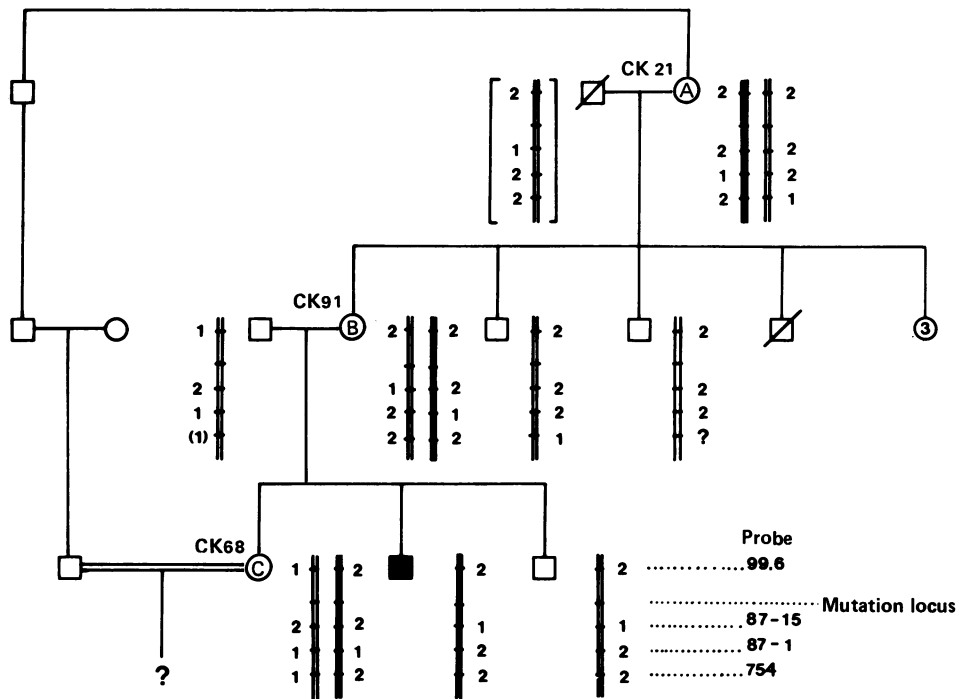 CK 21
A
2 2
2 1 2 2
1 2 2
2 2 1
CK91
B 3
1 2 2 2 2
2 1 2 2 2
1 2 1 2 2
(1) 2 2 1 ?
CK68
C
Probe
1 2 2 2 ............99.6
.................... Mutation locus
2 2 1 1 ............87-15
1 1 2 2 ............87-1
1 2 2 2 ............754
?